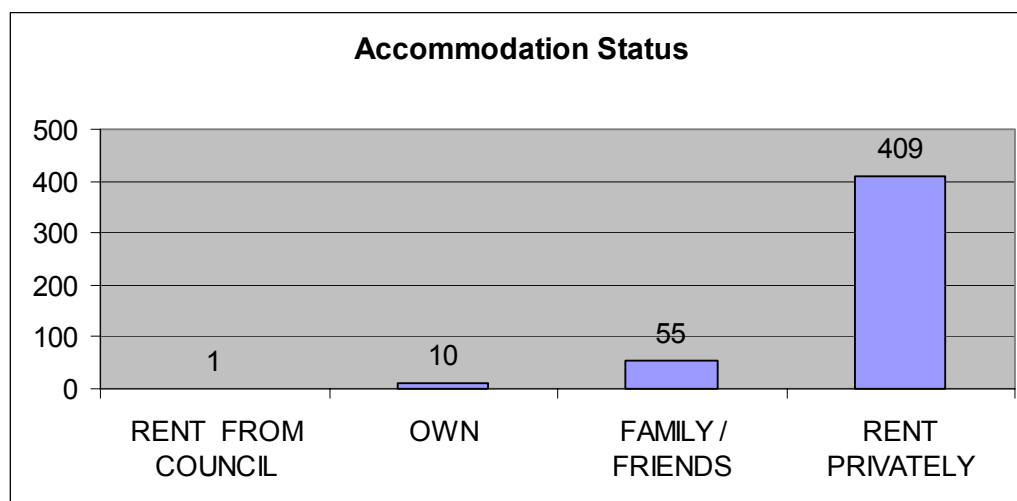 Accommodation Status
500
400
300
200
100
0
1
10
55
409
RENT FROM
COUNCIL
OWN
FAMILY /
FRIENDS
RENT
PRIVATELY